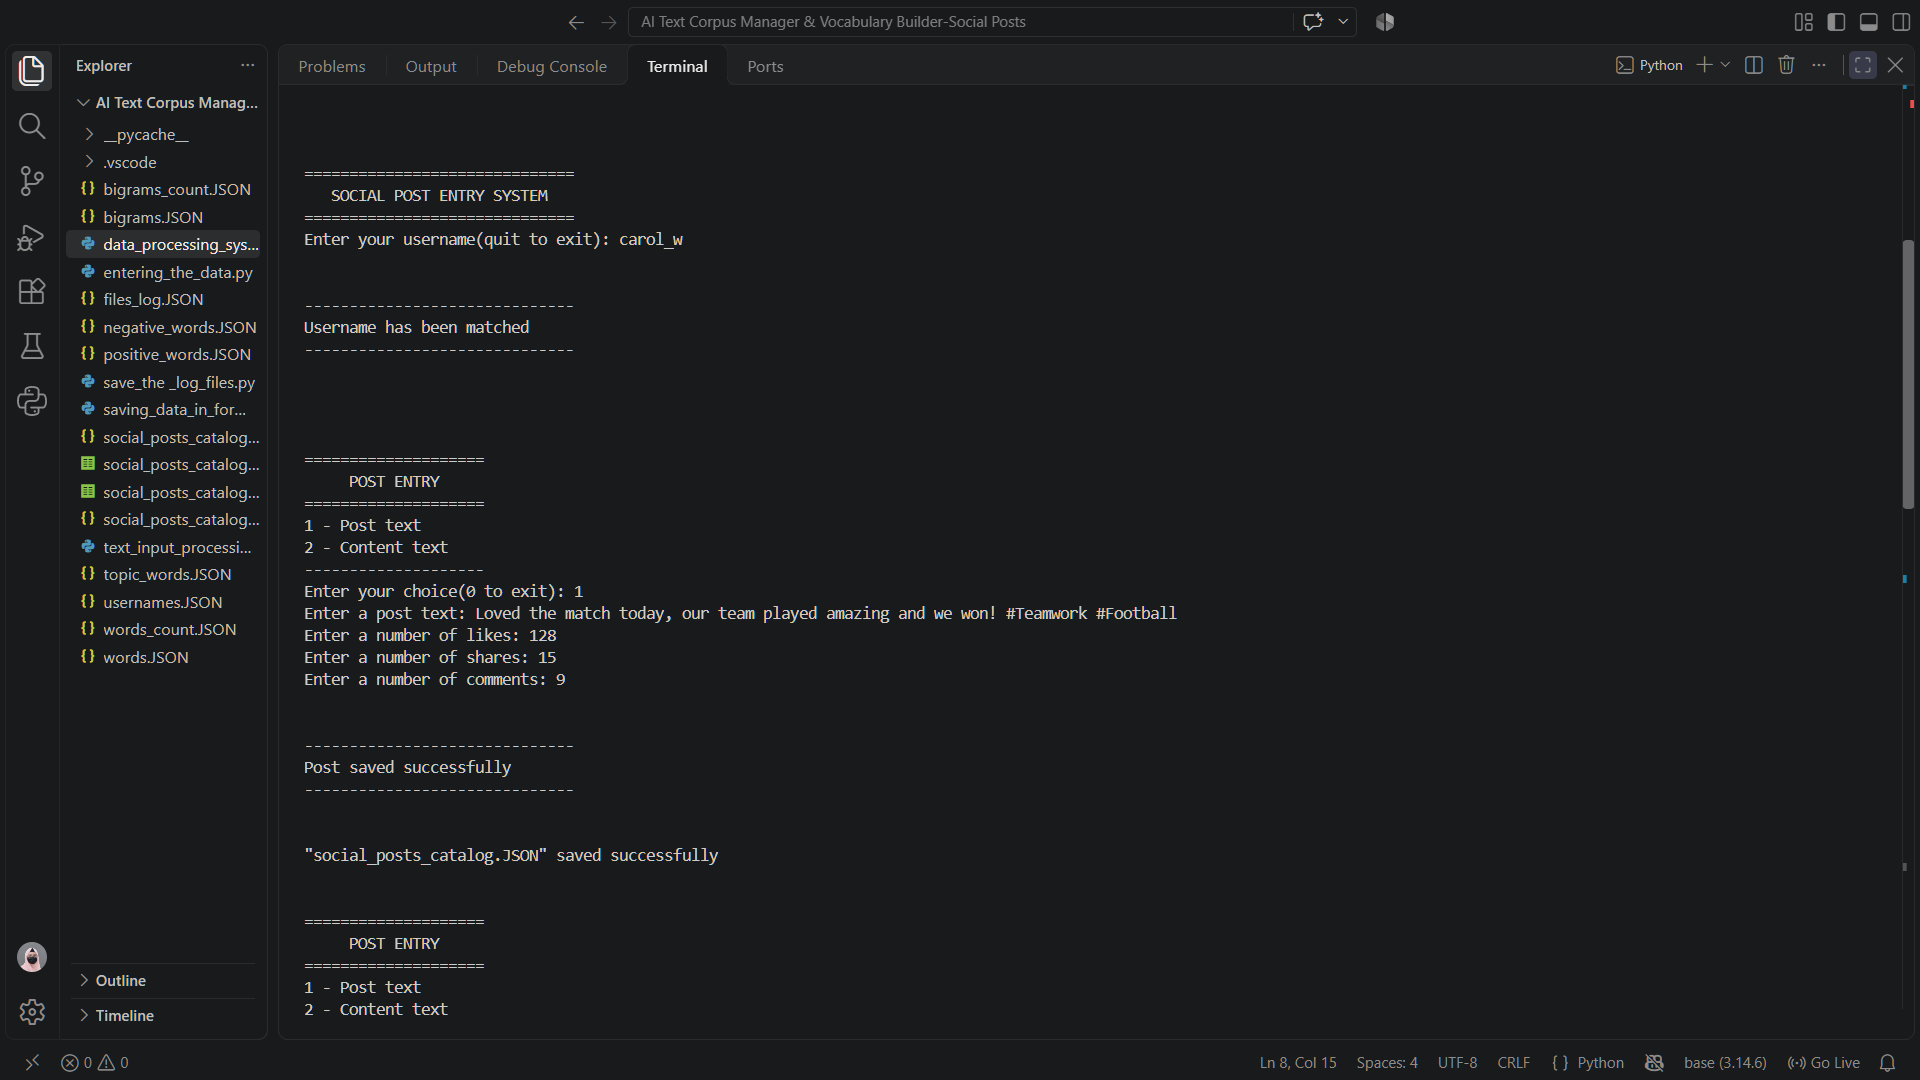 AI Text Corpus Manager & Vocabulary Builder-Social Posts
Explorer
AI Text Corpus Manag...
__pycache__
.vscode
bigrams_count.JSON
bigrams.JSON
data_processing_sys...
entering_the_data.py
files_log.JSON
negative_words.JSON
positive_words.JSON
save_the _log_files.py
saving_data_in_for...
social_posts_catalog...
social_posts_catalog...
social_posts_catalog...
social_posts_catalog...
text_input_processi...
topic_words.JSON
usernames.JSON
words_count.JSON
words.JSON
Outline
Timeline
Problems
Output
Debug Console
Terminal
Ports
Python
==============================
SOCIAL POST ENTRY SYSTEM
==============================
Enter your username(quit to exit): carol_w
------------------------------
Username has been matched
------------------------------
====================
POST ENTRY
====================
1 - Post text
2 - Content text
--------------------
Enter your choice(0 to exit): 1
Enter a post text: Loved the match today, our team played amazing and we won! #Teamwork #Football
Enter a number of likes: 128
Enter a number of shares: 15
Enter a number of comments: 9
------------------------------
Post saved successfully
------------------------------
"social_posts_catalog.JSON" saved successfully
====================
POST ENTRY
====================
1 - Post text
2 - Content text
0 0
Ln 8, Col 15
Spaces: 4
UTF-8
CRLF
{ } Python
base (3.14.6)
Go Live